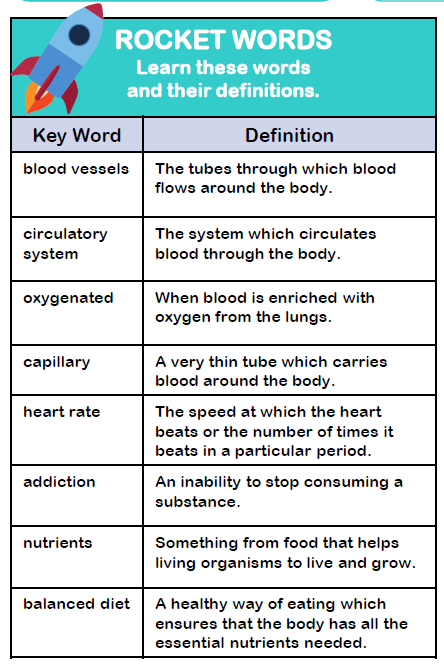 ROCKET WORDS
Learn these words
and their definitions.
Key Word Definition
blood vessels The tubes through which blood
flows around the body.
circulatory The system which circulates
system blood through the body.
oxygenated When blood is enriched with
oxygen from the lungs.
capillary A very thin tube which carries
blood around the body.
heart rate The speed at which the heart
beats or the number of times it
beats in a particular period.
addiction An inability to stop consuming a
substance.
nutrients Something from food that helps
living organisms to live and grow.
balanced diet A healthy way of eating which
ensures that the body has all the
essential nutrients needed.